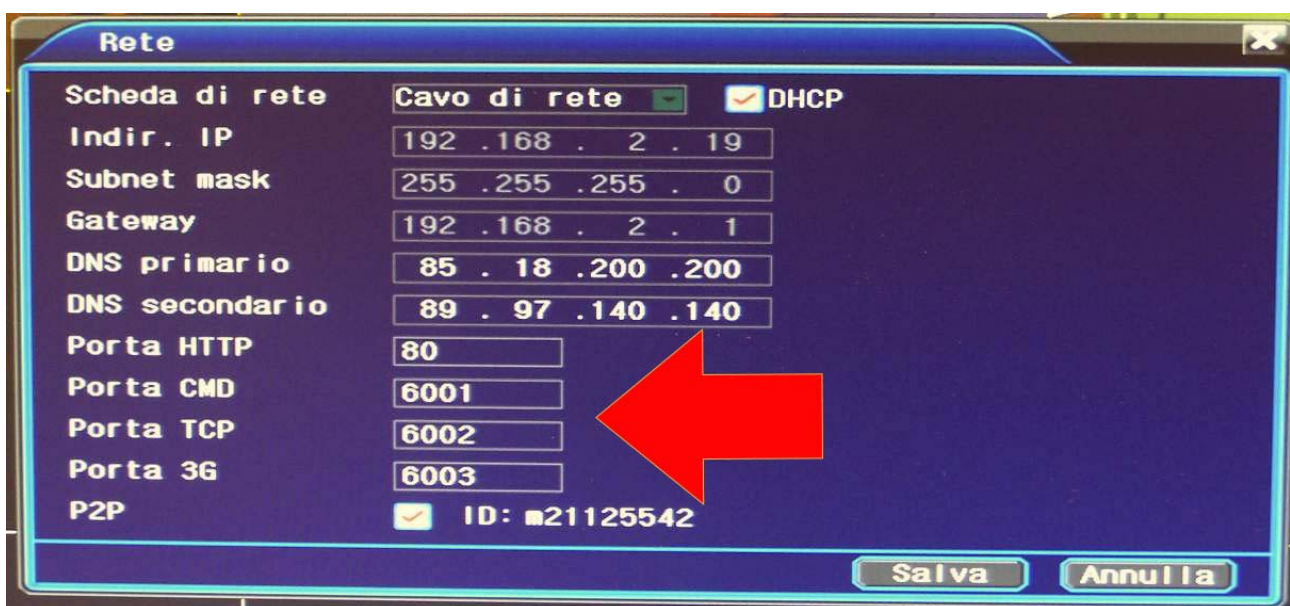 Rete
Scheda di rete Cavo di rete DHCP
Indir. IP 192 .168 . 2 . 19
Subnet mask 255 .255 .255 . 0
Gateway 192 .168 . 2 . 1
DNS primario 85 . 18 .200 .200
DNS secondario 89 . 97 .140 .140
Porta HTTP 80
Porta CMD 6001
Porta TCP 6002
Porta 3G 6003
P2P ID: m21125542
Salva Annulla